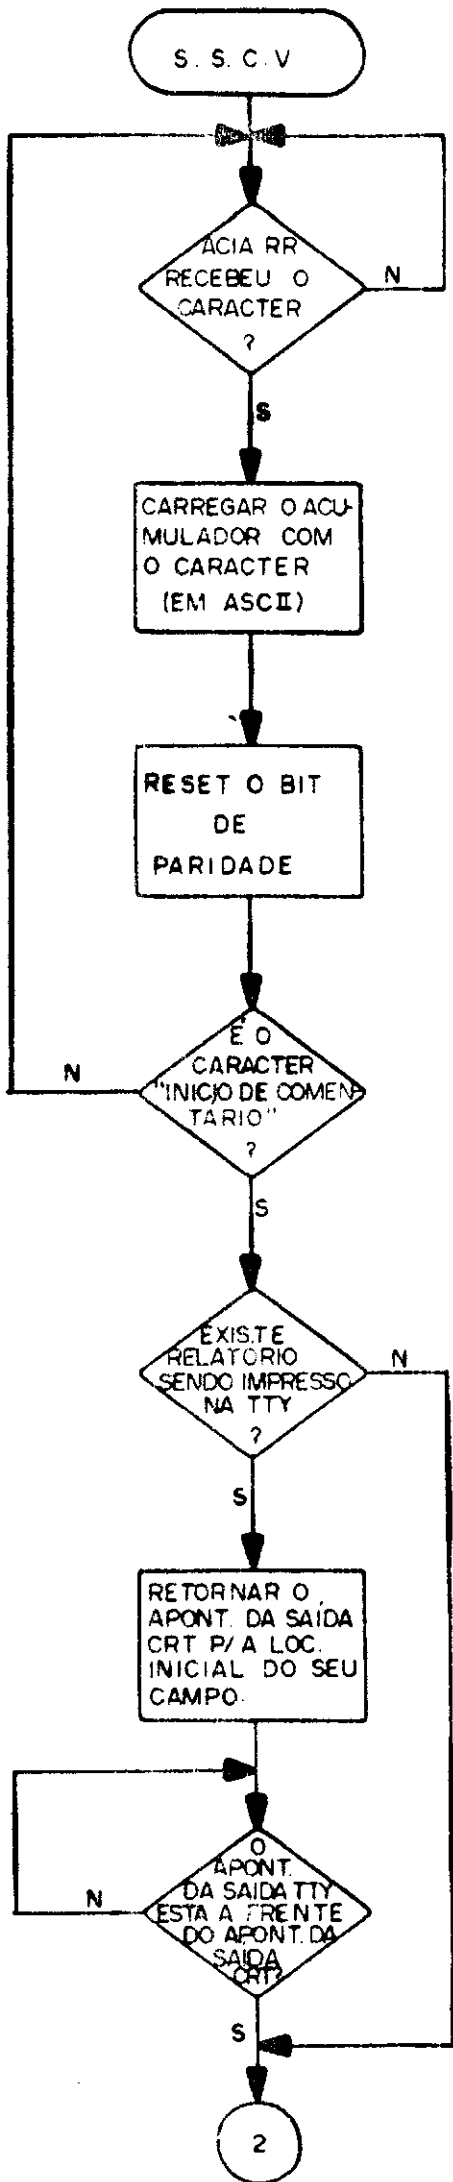 S. S. C. V
ACIA RR
RECEBEU O
CARACTER
?
N
S
CARREGAR O ACU-
MULADOR COM
O CARACTER
(EM ASCII)
RESET O BIT
DE
PARIDADE
É O
CARACTER
"INICIO DE COMEN-
TARIO"
?
N
S
EXISTE
RELATORIO
SENDO IMPRESSO
NA TTY
?
N
S
RETORNAR O
APONT. DA SAÍDA
CRT P/ A LOC.
INICIAL DO SEU
CAMPO.
O
APONT.
DA SAIDA TTY
ESTA A FRENTE
DO APONT. DA
SAIDA
CRT?
N
S
2